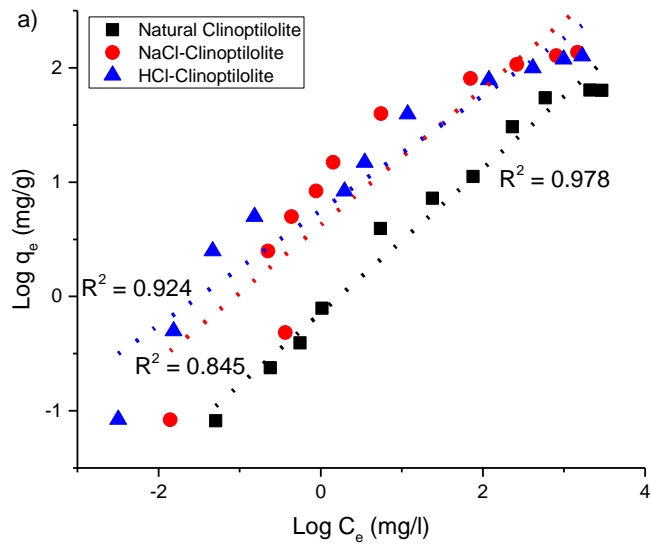 a)
Natural Clinoptilolite
NaCl-Clinoptilolite
HCl-Clinoptilolite
2
1
0
-1
Log qₑ (mg/g)
R² = 0.978
R² = 0.924
R² = 0.845
-2
0
2
4
Log Cₑ (mg/l)